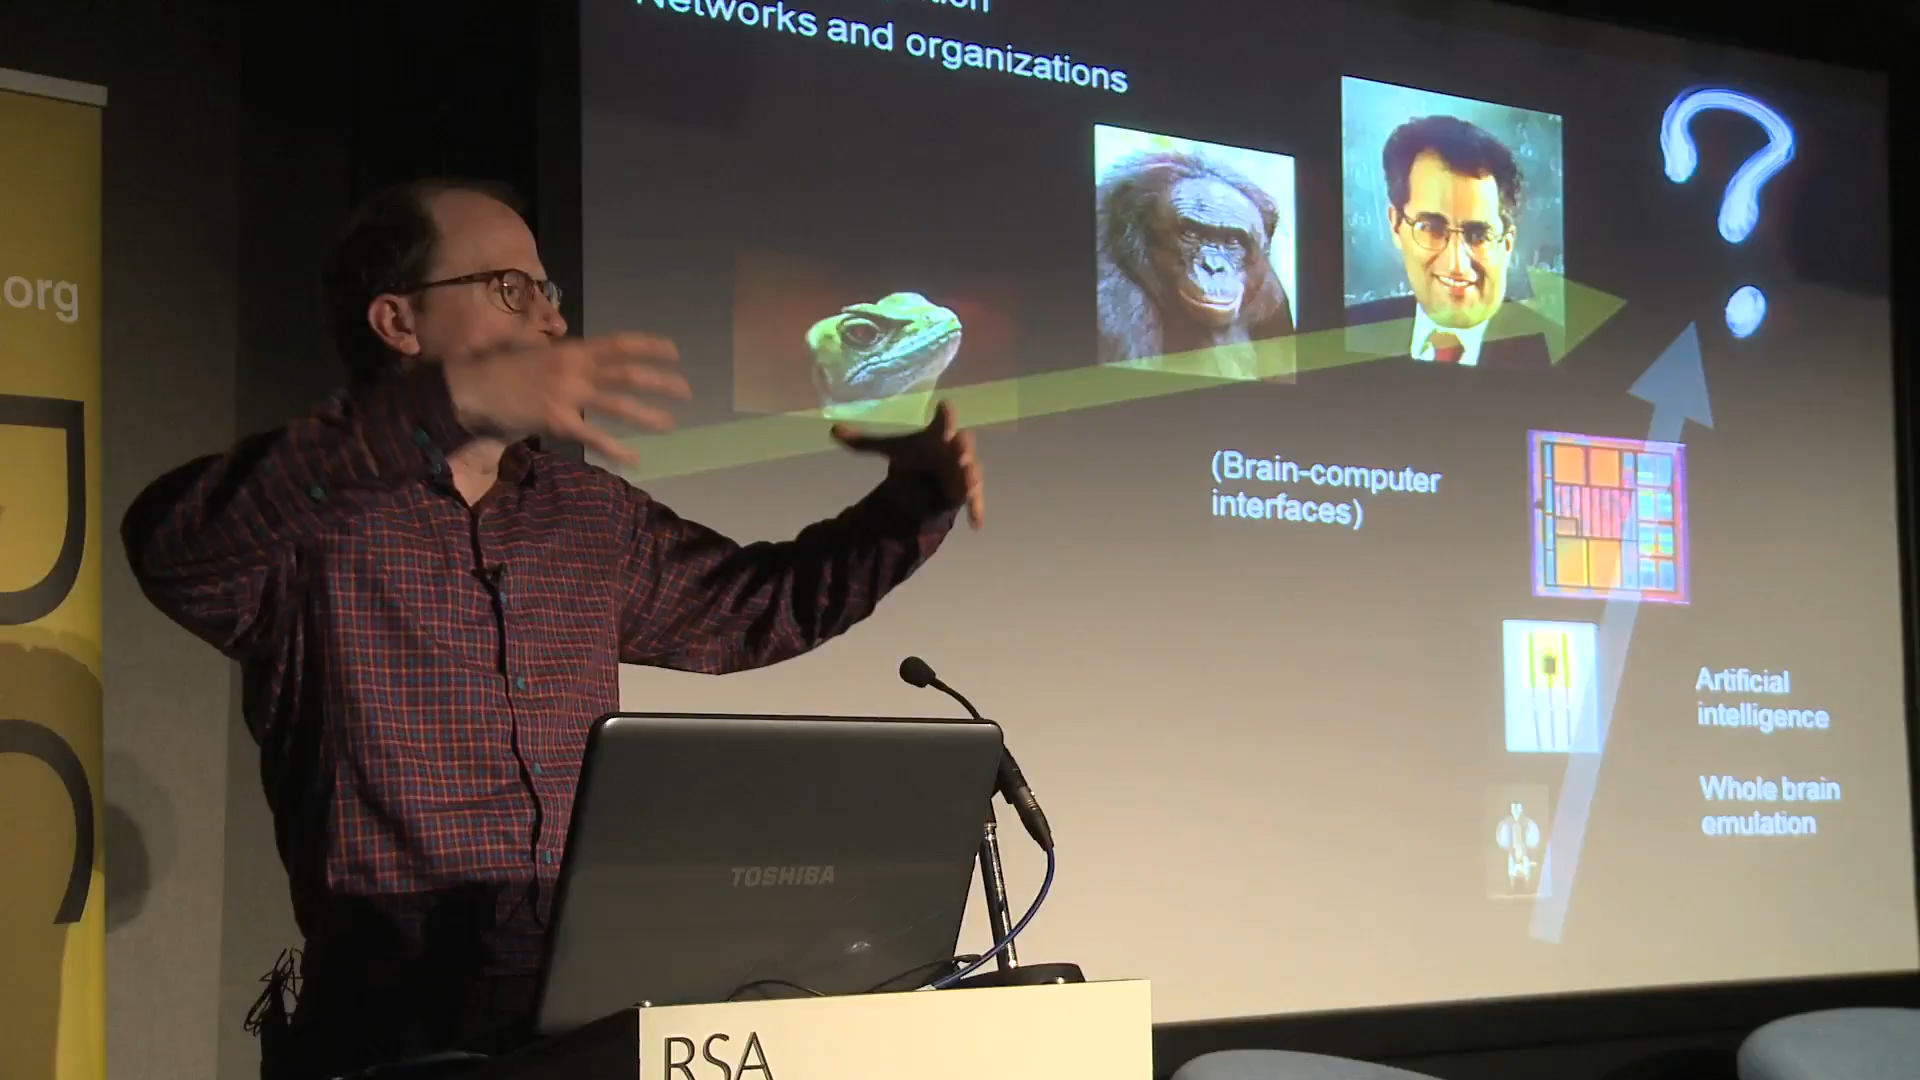 Networks and organizations
.org
(Brain-computer
interfaces)
Artificial
intelligence
Whole brain
emulation
TOSHIBA
RSA